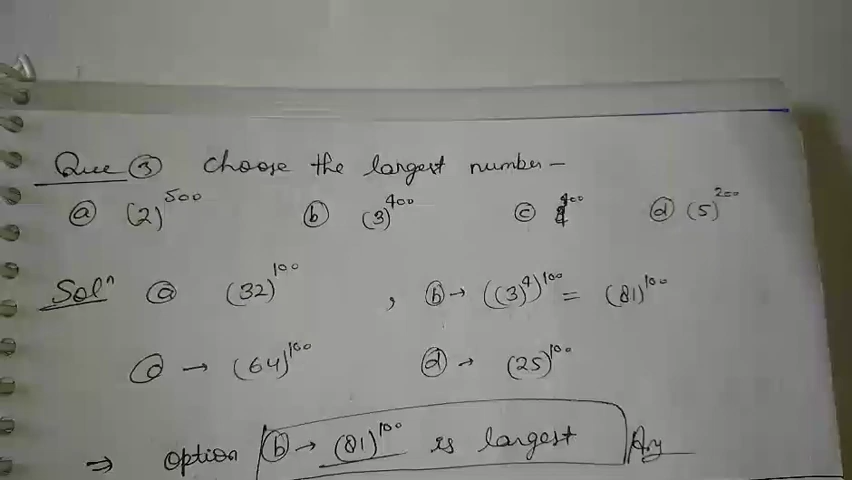 Que ③ Choose the largest number –
ⓐ (2)^500 ⓑ (3)^400 ⓒ ^400 ⓓ (5)^200
Solⁿ ⓐ (32)^100 , ⓑ → ((3)^4)^100 = (81)^100
ⓒ → (64)^100 ⓓ → (25)^100
⇒ option ⓑ → (81)^100 is largest Ans